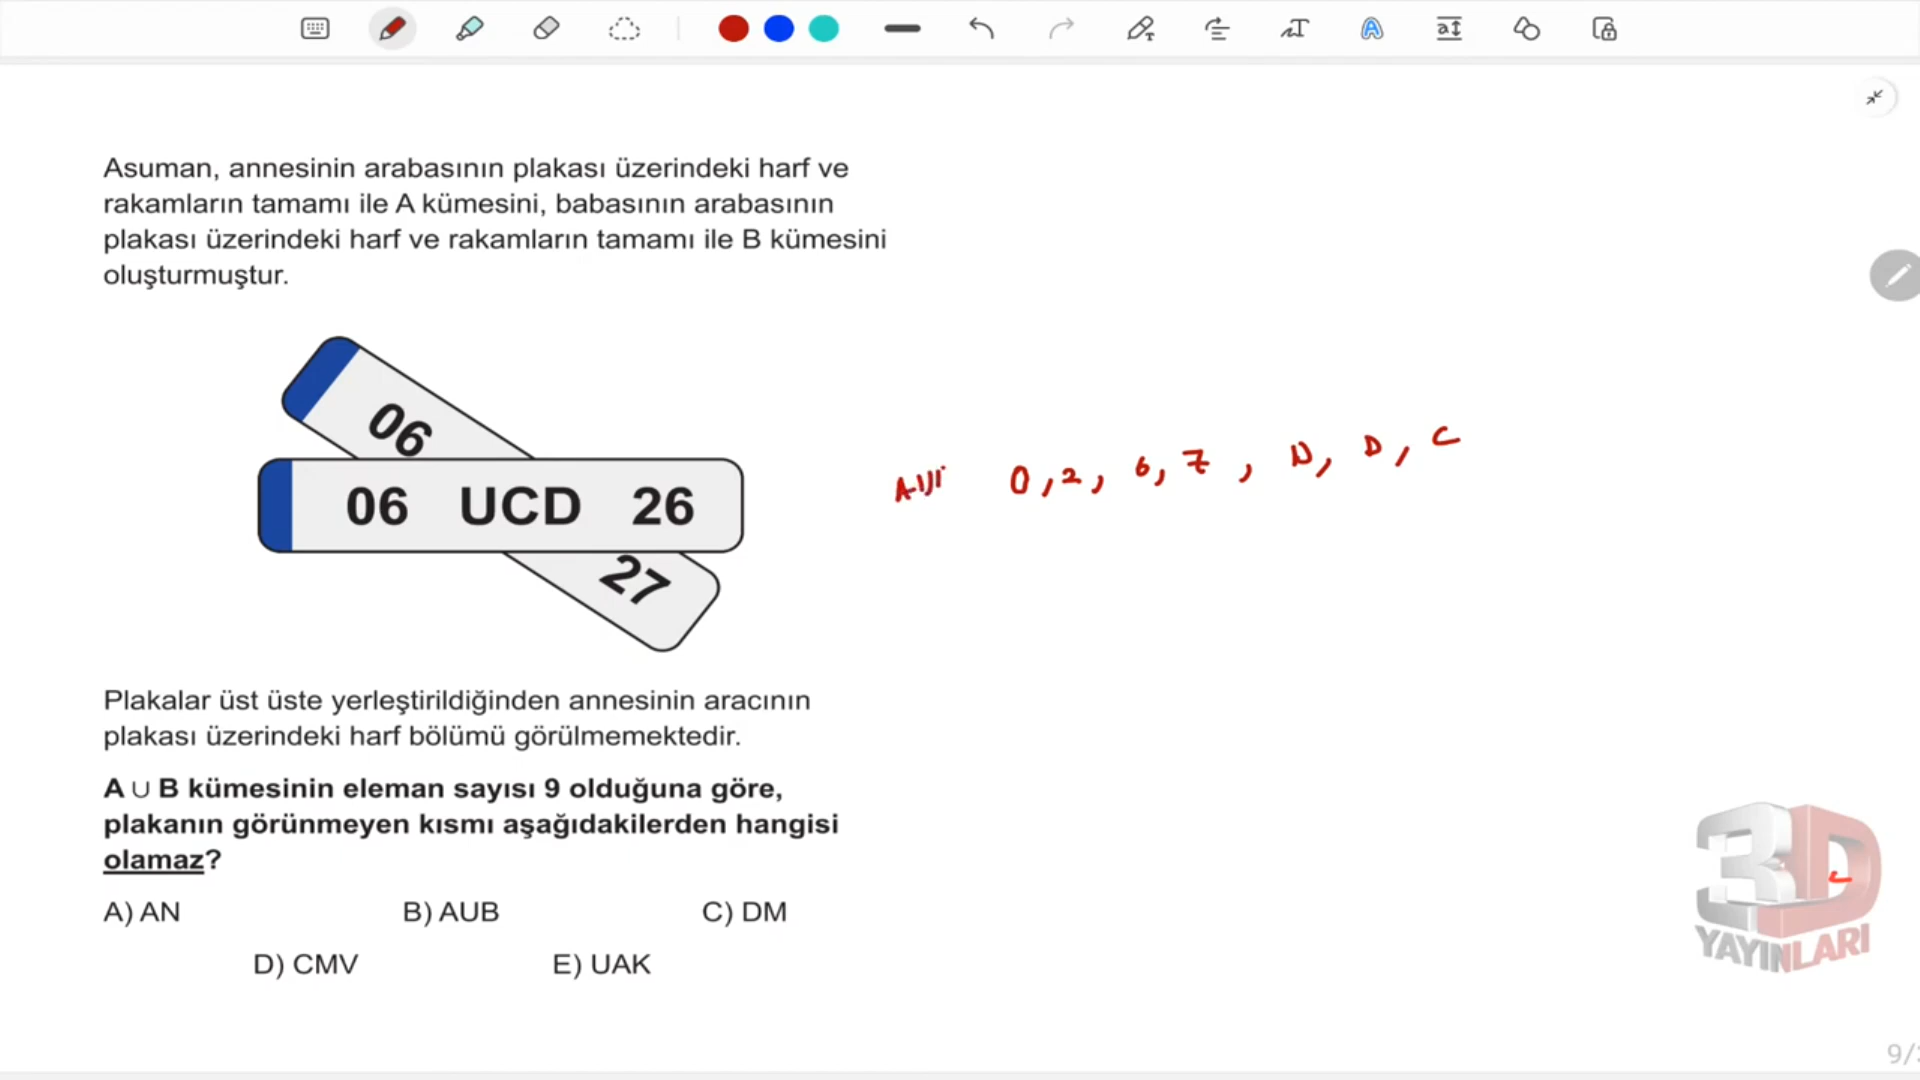 Asuman, annesinin arabasının plakası üzerindeki harf ve
rakamların tamamı ile A kümesini, babasının arabasının
plakası üzerindeki harf ve rakamların tamamı ile B kümesini
oluşturmuştur.
06
06 UCD 26
27
0, 2, 6, 7, D, C
Plakalar üst üste yerleştirildiğinden annesinin aracının
plakası üzerindeki harf bölümü görülmemektedir.
A ∪ B kümesinin eleman sayısı 9 olduğuna göre,
plakanın görünmeyen kısmı aşağıdakilerden hangisi
olamaz?
A) AN B) AUB C) DM
D) CMV E) UAK
3D
YAYINLARI